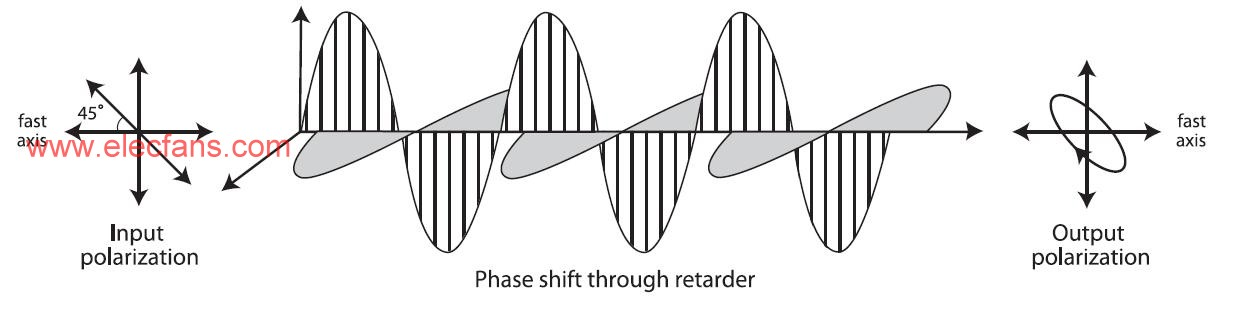 45°
fast
axis
www.elecfans.com
Input
polarization
Phase shift through retarder
fast
axis
Output
polarization